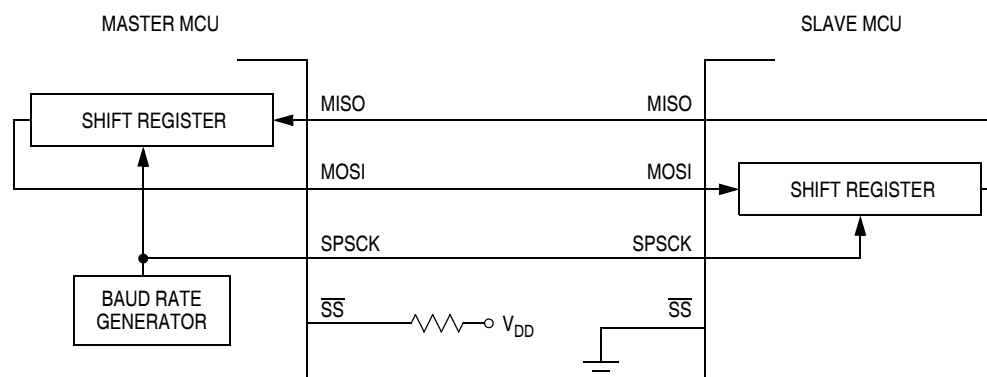 MASTER MCU
SLAVE MCU
MISO
MISO
SHIFT REGISTER
MOSI
MOSI
SHIFT REGISTER
SPSCK
SPSCK
BAUD RATE
GENERATOR
SS
VDD
SS